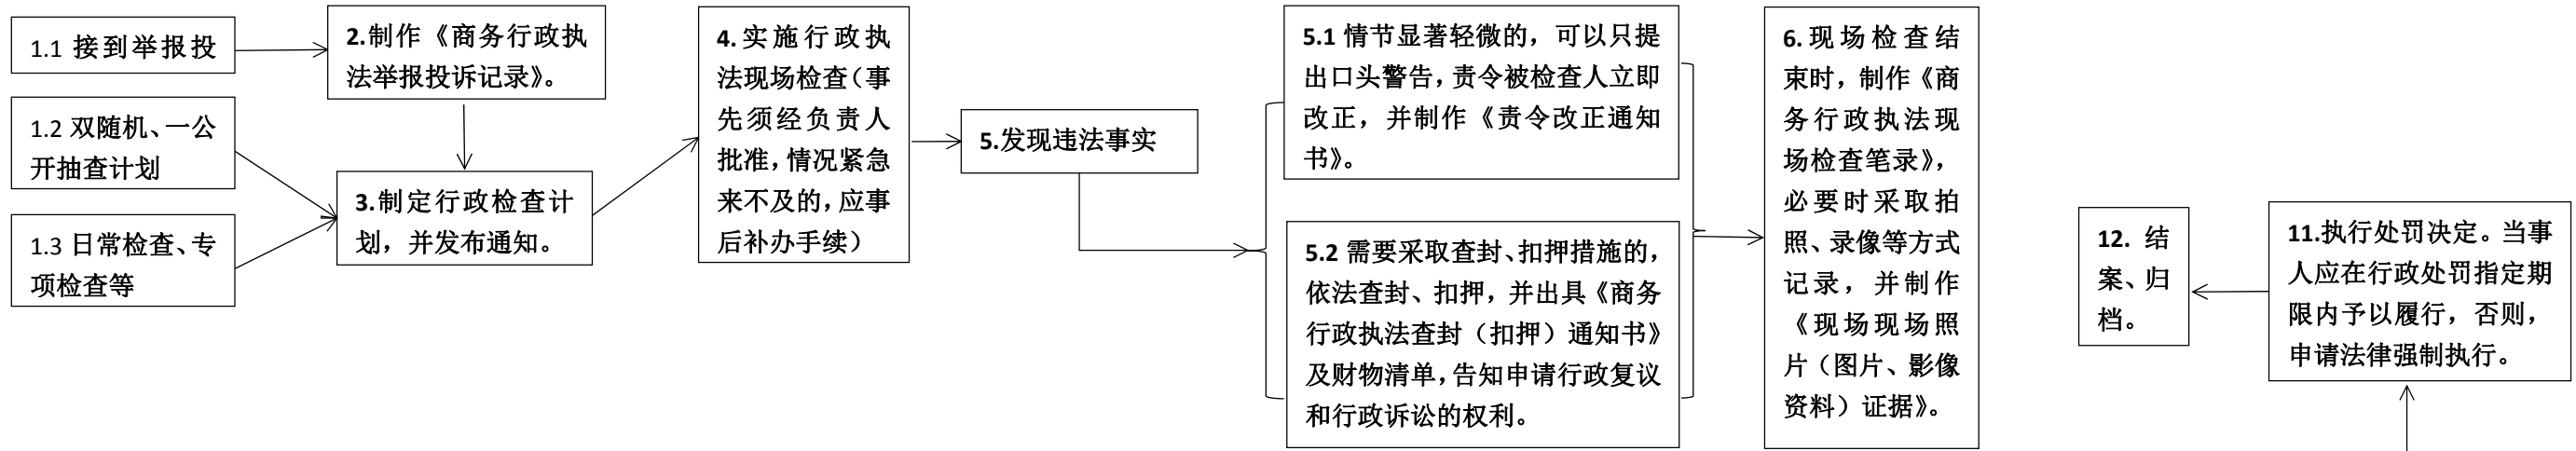 1.1 接到举报投
2.制作《商务行政执
法举报投诉记录》。
1.2 双随机、一公
开抽查计划
1.3 日常检查、专
项检查等
3.制定行政检查计
划，并发布通知。
4.实施行政执
法现场检查（事
先须经负责人
批准，情况紧急
来不及的，应事
后补办手续）
5.发现违法事实
5.1 情节显著轻微的，可以只提
出口头警告，责令被检查人立即
改正，并制作《责令改正通知
书》。
5.2 需要采取查封、扣押措施的，
依法查封、扣押，并出具《商务
行政执法查封（扣押）通知书》
及财物清单，告知申请行政复议
和行政诉讼的权利。
6.现场检查结
束时，制作《商
务行政执法现
场检查笔录》，
必要时采取拍
照、录像等方式
记录，并制作
《现场现场照
片（图片、影像
资料）证据》。
12. 结
案、归
档。
11.执行处罚决定。当事
人应在行政处罚指定期
限内予以履行，否则，
申请法律强制执行。